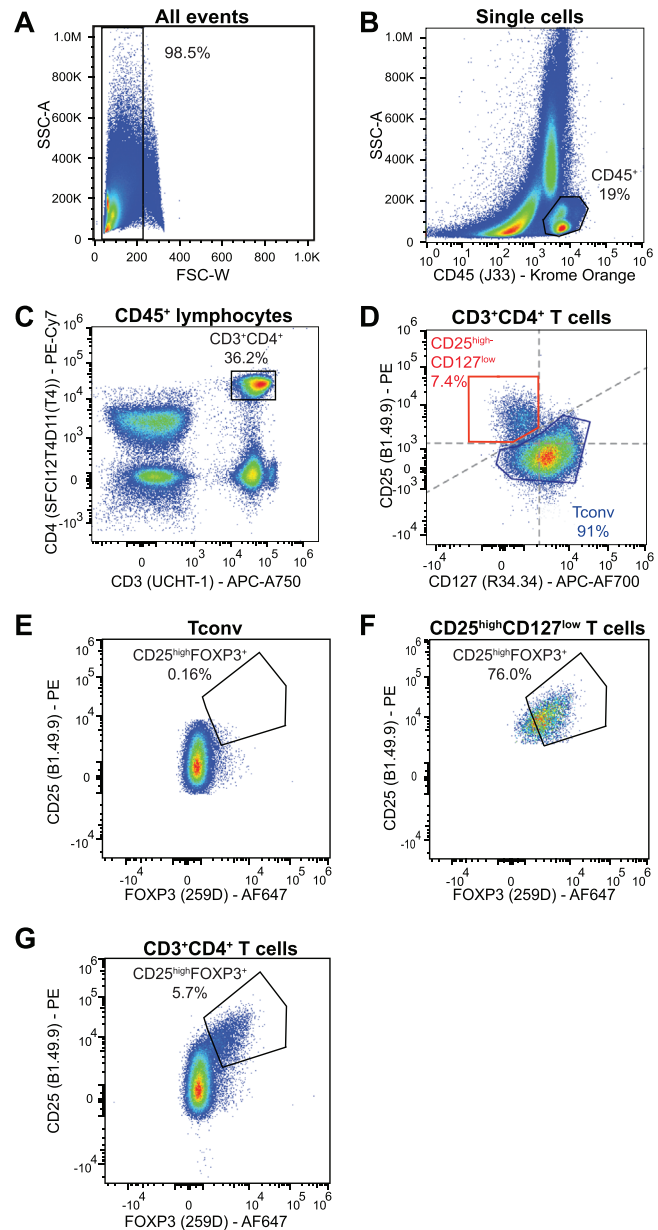 A
All events
98.5%
SSC-A
1.0M
800K
600K
400K
200K
0
0 200 400 600 800 1.0K
FSC-W
B
Single cells
SSC-A
1.0M
800K
600K
400K
200K
0
CD45⁺
19%
10⁰ 10¹ 10² 10³ 10⁴ 10⁵ 10⁶
CD45 (J33) - Krome Orange
C
CD45⁺ lymphocytes
CD4 (SFCI12T4D11(T4)) - PE-Cy7
CD3⁺CD4⁺
36.2%
10⁶
10⁵
10⁴
10³
0
-10³
0 10³ 10⁴ 10⁵ 10⁶
CD3 (UCHT-1) - APC-A750
D
CD3⁺CD4⁺ T cells
CD25 (B1.49.9) - PE
CD25ʰⁱᵍʰ⁻
CD127ˡᵒʷ
7.4%
10⁶
10⁵
10⁴
10³
0
-10³
-10⁴
Tconv
91%
-10⁴ 0 10³ 10⁴ 10⁵ 10⁶
CD127 (R34.34) - APC-AF700
E
Tconv
CD25 (B1.49.9) - PE
CD25ʰⁱᵍʰFOXP3⁺
0.16%
10⁶
10⁵
10⁴
0
-10⁴
-10⁴ 0 10⁴ 10⁵ 10⁶
FOXP3 (259D) - AF647
F
CD25ʰⁱᵍʰCD127ˡᵒʷ T cells
CD25 (B1.49.9) - PE
CD25ʰⁱᵍʰFOXP3⁺
76.0%
10⁶
10⁵
10⁴
0
-10⁴
-10⁴ 0 10⁴ 10⁵ 10⁶
FOXP3 (259D) - AF647
G
CD3⁺CD4⁺ T cells
CD25 (B1.49.9) - PE
CD25ʰⁱᵍʰFOXP3⁺
5.7%
10⁶
10⁵
10⁴
0
-10⁴
-10⁴ 0 10⁴ 10⁵ 10⁶
FOXP3 (259D) - AF647